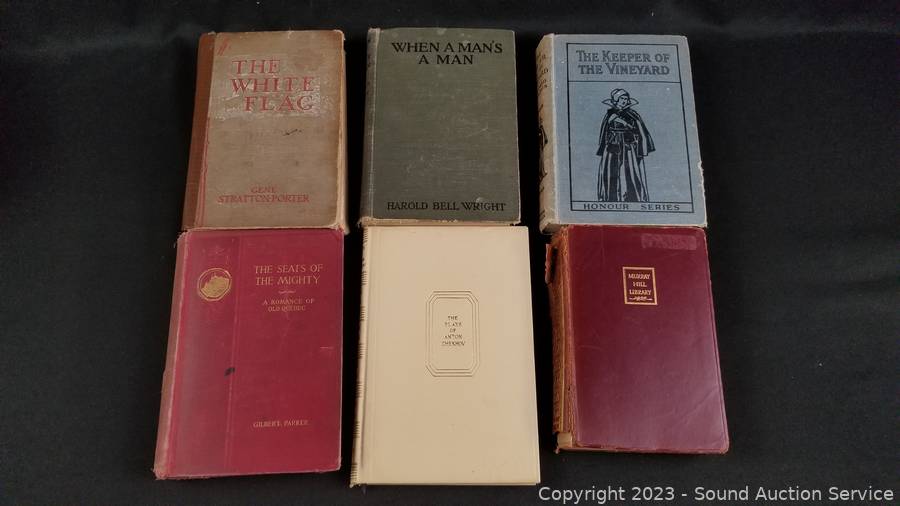 THE
WHITE
FLAG
GENE
STRATTON-PORTER
WHEN A MAN'S
A MAN
HAROLD BELL WRIGHT
THE KEEPER OF
THE VINEYARD
HONOUR SERIES
THE SEATS OF
THE MIGHTY
A ROMANCE OF
OLD QUEBEC
GILBERT PARKER
THE
PLAYS
OF
ANTON
CHEKHOV
MURRAY
HILL
LIBRARY
Copyright 2023 - Sound Auction Service